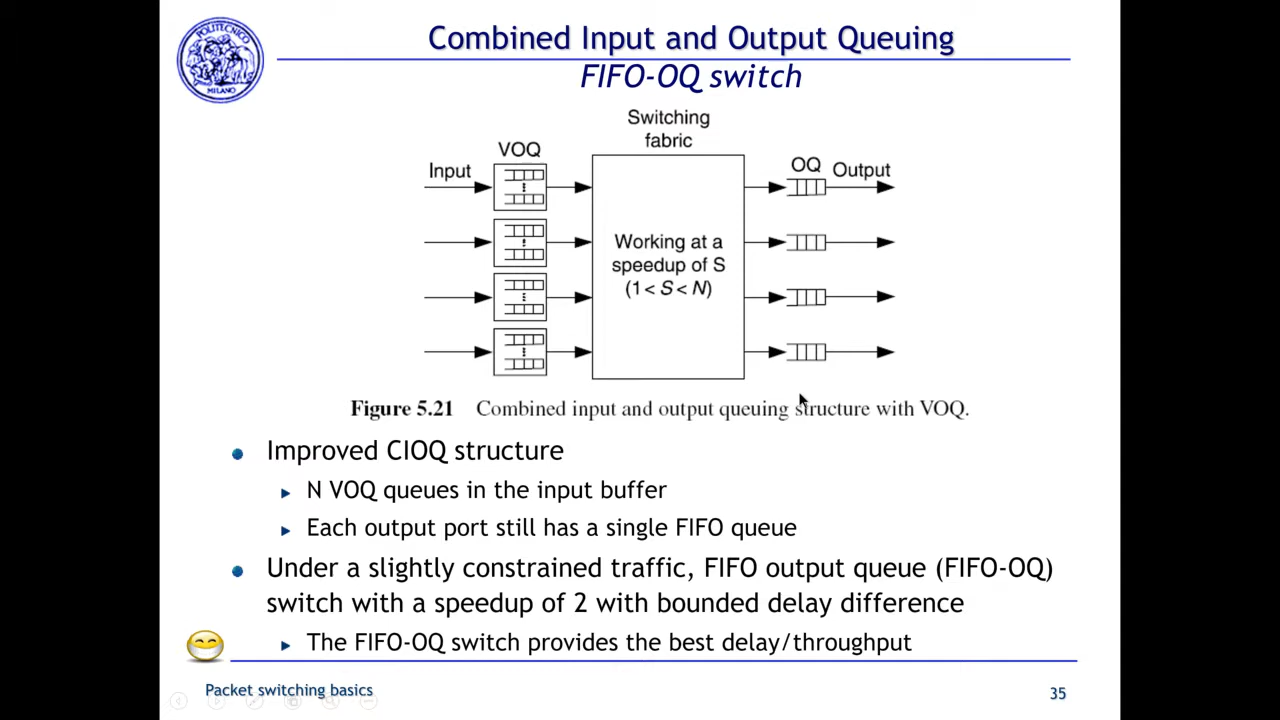 Combined Input and Output Queuing
FIFO-OQ switch
POLITECNICO
MILANO
Switching
fabric
VOQ
Input
OQ
Output
Working at a
speedup of S
(1 < S < N)
Figure 5.21 Combined input and output queuing structure with VOQ.
Improved CIOQ structure
N VOQ queues in the input buffer
Each output port still has a single FIFO queue
Under a slightly constrained traffic, FIFO output queue (FIFO-OQ)
switch with a speedup of 2 with bounded delay difference
The FIFO-OQ switch provides the best delay/throughput
Packet switching basics
35